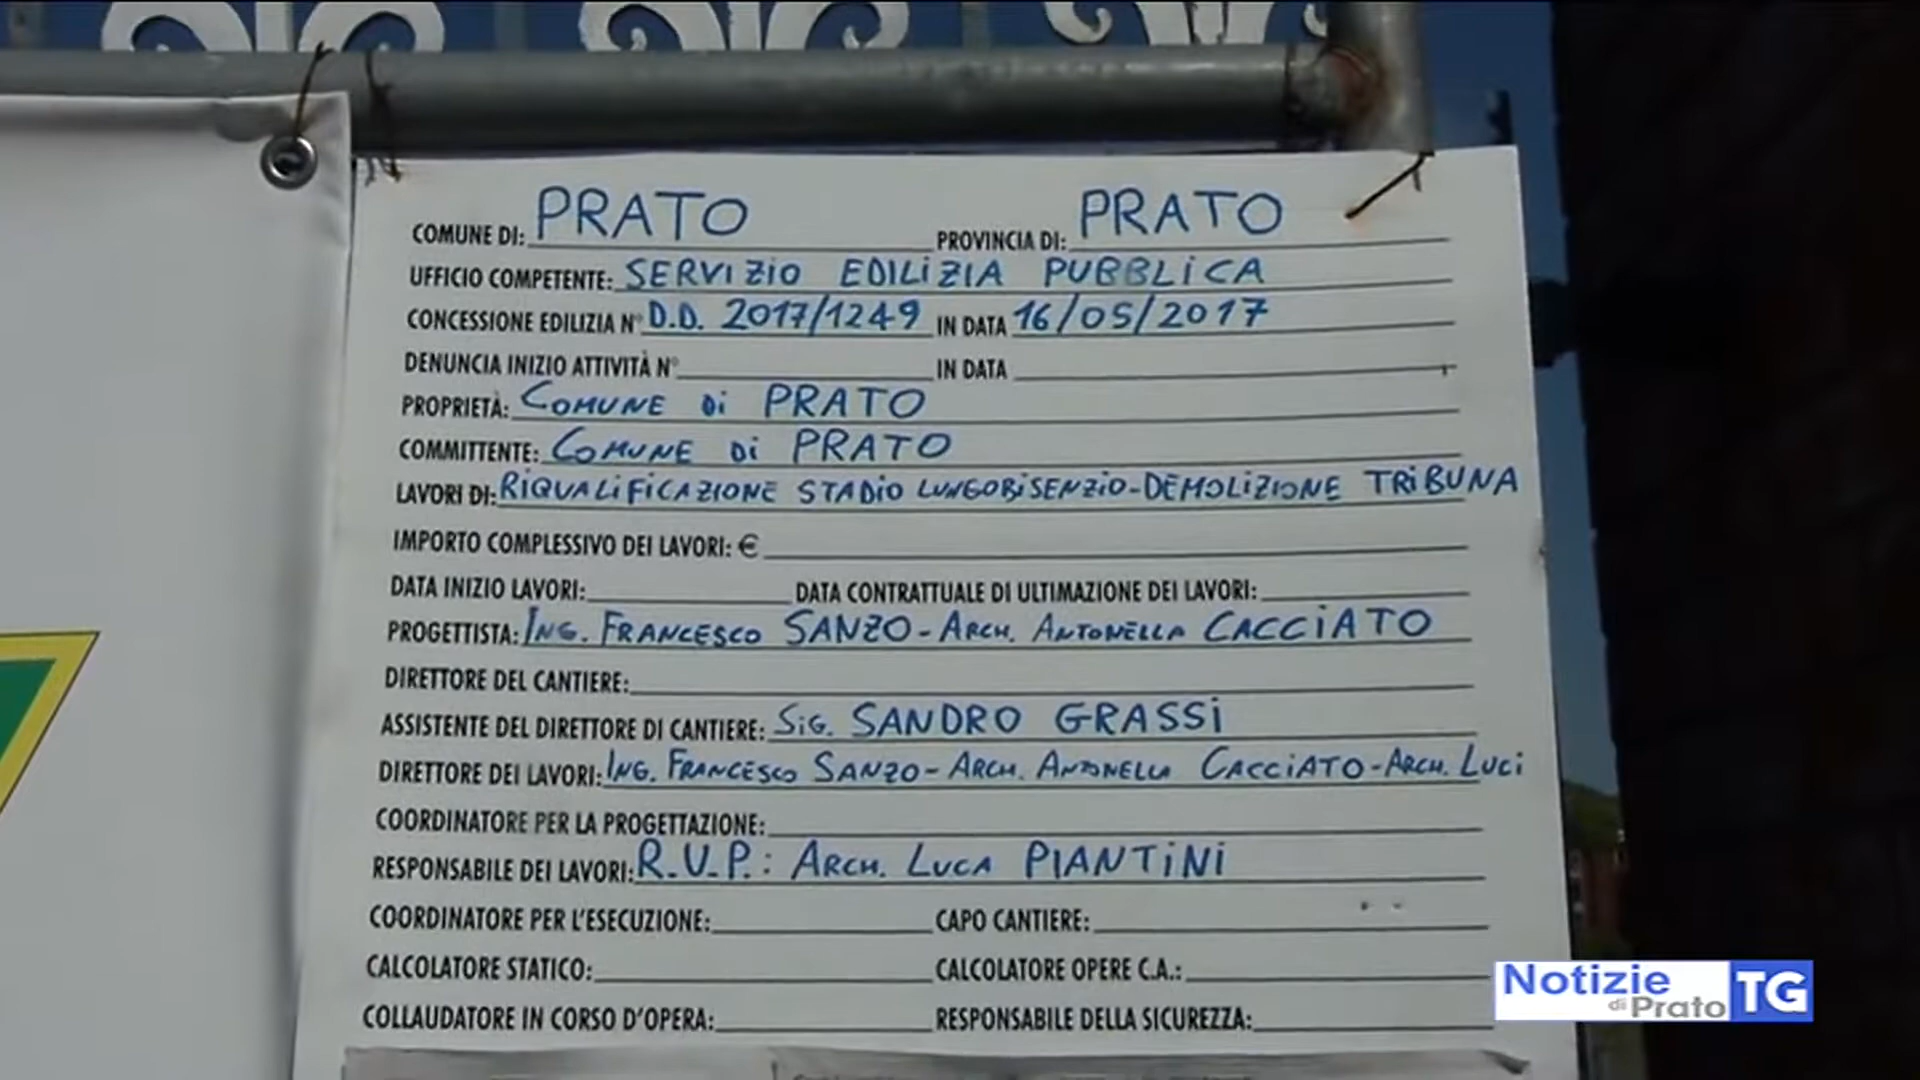 COMUNE DI: PRATO PROVINCIA DI: PRATO
UFFICIO COMPETENTE: SERVIZIO EDILIZIA PUBBLICA
CONCESSIONE EDILIZIA N° D.D. 2017/1249 IN DATA 16/05/2017
DENUNCIA INIZIO ATTIVITÀ N° IN DATA
PROPRIETÀ: COMUNE Di PRATO
COMMITTENTE: COMUNE Di PRATO
LAVORI DI: RIQUALIFICAZIONE STADIO LUNGOBISENZIO-DEMOLIZIONE TRIBUNA
IMPORTO COMPLESSIVO DEI LAVORI: €
DATA INIZIO LAVORI: DATA CONTRATTUALE DI ULTIMAZIONE DEI LAVORI:
PROGETTISTA: ING. FRANCESCO SANZO-ARCH. ANTONELLA CACCIATO
DIRETTORE DEL CANTIERE:
ASSISTENTE DEL DIRETTORE DI CANTIERE: SIG. SANDRO GRASSI
DIRETTORE DEI LAVORI: ING. FRANCESCO SANZO-ARCH. ANTONELLA CACCIATO-ARCH. LUCI
COORDINATORE PER LA PROGETTAZIONE:
RESPONSABILE DEI LAVORI: R.U.P.: ARCH. LUCA PIANTINI
COORDINATORE PER L'ESECUZIONE: CAPO CANTIERE:
CALCOLATORE STATICO: CALCOLATORE OPERE C.A.:
COLLAUDATORE IN CORSO D'OPERA: RESPONSABILE DELLA SICUREZZA:
Notizie di Prato TG